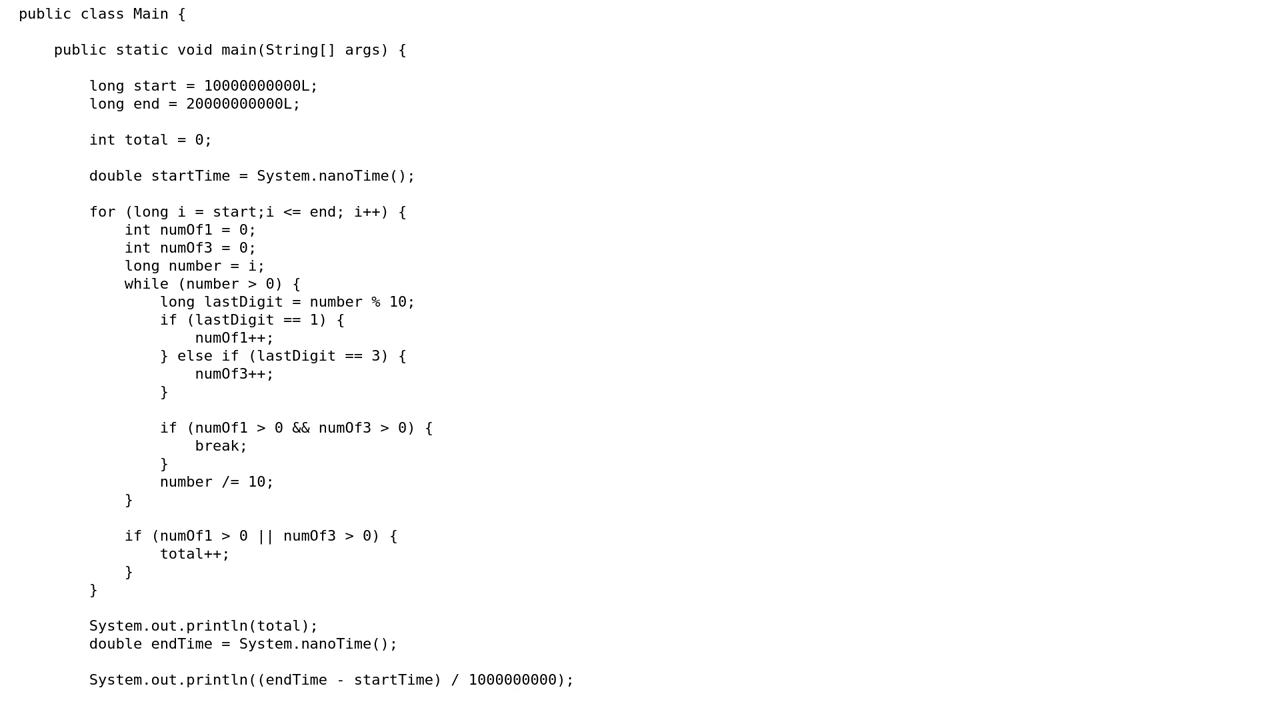 public class Main {
    public static void main(String[] args) {
        long start = 10000000000L;
        long end = 20000000000L;
        int total = 0;
        double startTime = System.nanoTime();
        for (long i = start;i <= end; i++) {
            int numOf1 = 0;
            int numOf3 = 0;
            long number = i;
            while (number > 0) {
                long lastDigit = number % 10;
                if (lastDigit == 1) {
                    numOf1++;
                } else if (lastDigit == 3) {
                    numOf3++;
                }
                if (numOf1 > 0 && numOf3 > 0) {
                    break;
                }
                number /= 10;
            }
            if (numOf1 > 0 || numOf3 > 0) {
                total++;
            }
        }
        System.out.println(total);
        double endTime = System.nanoTime();
        System.out.println((endTime - startTime) / 1000000000);